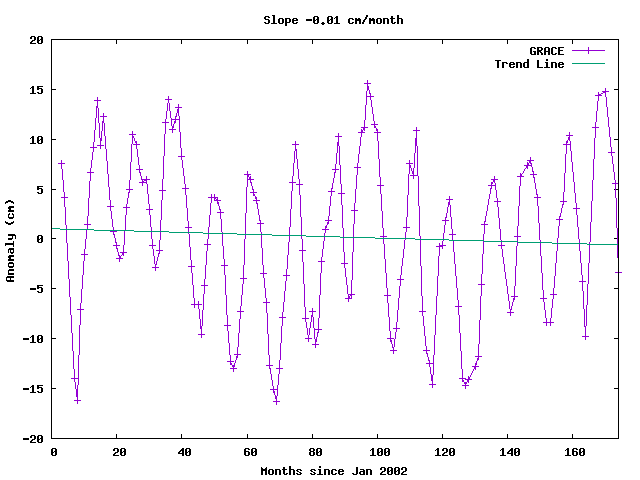 Slope -0.01 cm/month
GRACE
Trend Line
20
15
10
5
0
-5
-10
-15
-20
Anomaly (cm)
0 20 40 60 80 100 120 140 160
Months since Jan 2002